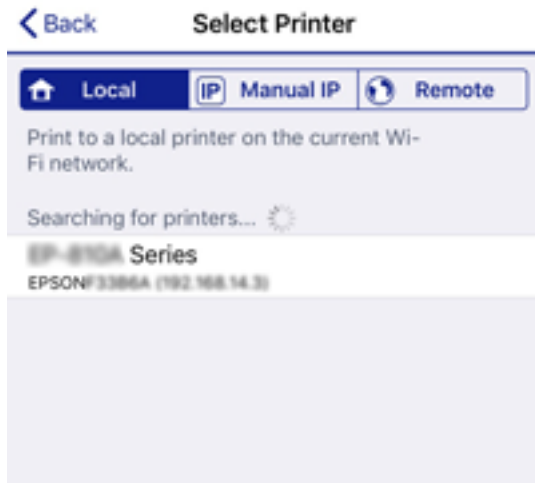 Back
Select Printer
Local
IP Manual IP
Remote
Print to a local printer on the current Wi-
Fi network.
Searching for printers...
Series
EPSON